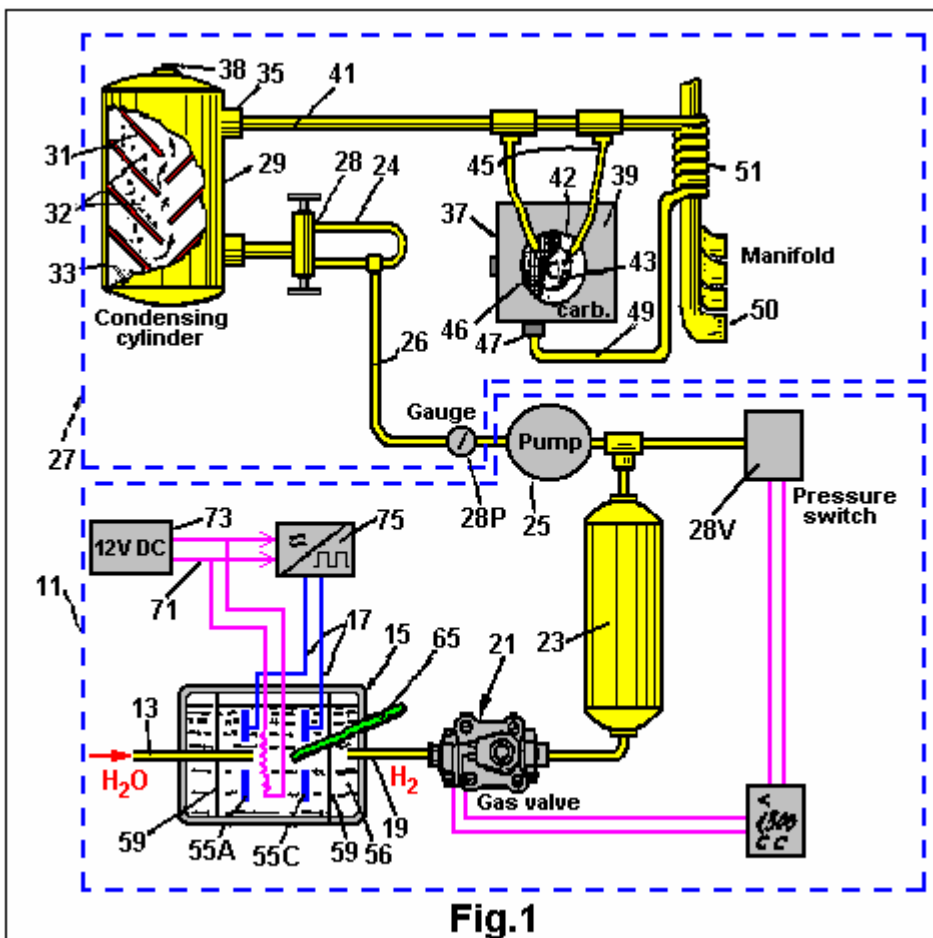 38
35
41
31
32
33
29
28
24
45
42
39
37
51
Manifold
43
46
carb.
47
49
50
Condensing
cylinder
26
Gauge
27
Pump
28P
25
28V
Pressure
switch
73
12V DC
75
71
11
17
15
65
21
23
13
H₂O
H₂
Gas valve
59
55A
55C
59
56
19
Fig.1